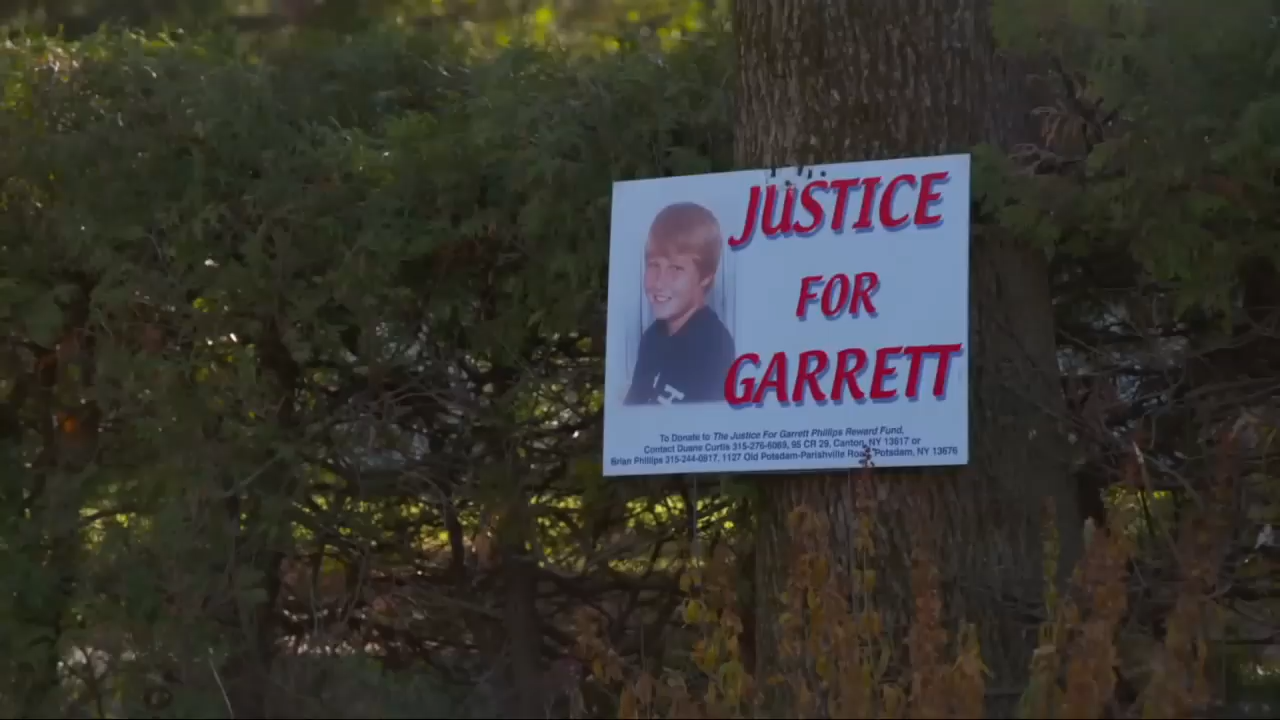 JUSTICE
FOR
GARRETT
To Donate to The Justice For Garrett Phillips Reward Fund,
Contact Duane Curtis 315-276-6069, 95 CR 29, Canton, NY 13617 or
Brian Phillips 315-244-0917, 1127 Old Potsdam-Parishville Road Potsdam, NY 13676